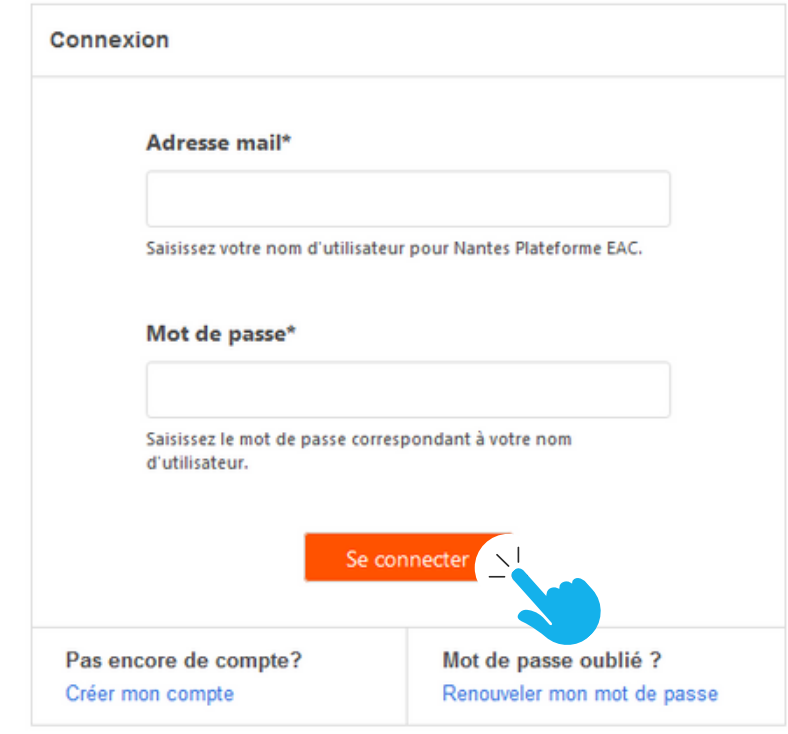 Connexion
Adresse mail*
Saisissez votre nom d'utilisateur pour Nantes Plateforme EAC.
Mot de passe*
Saisissez le mot de passe correspondant à votre nom
d'utilisateur.
Se connecter
Pas encore de compte?
Créer mon compte
Mot de passe oublié ?
Renouveler mon mot de passe